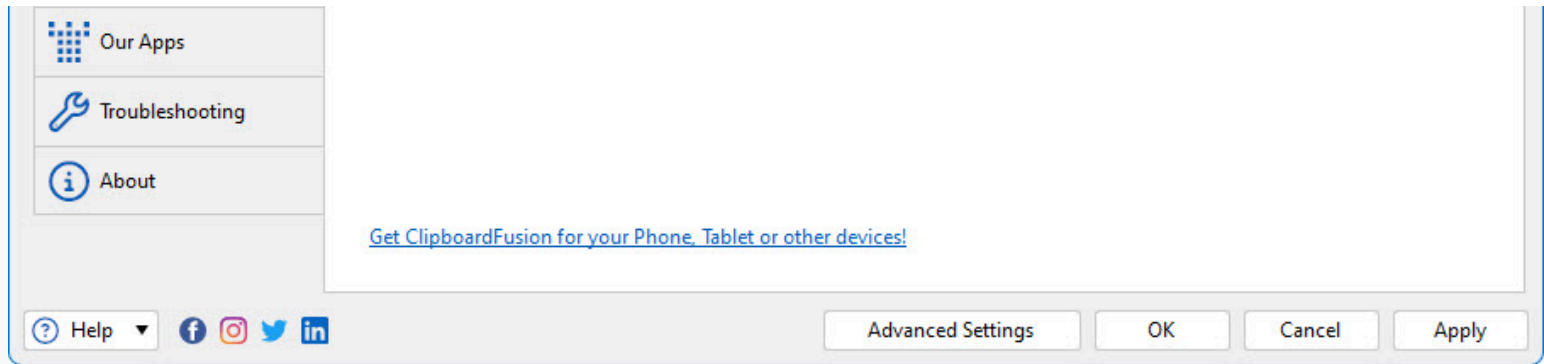 Our Apps
Troubleshooting
About
Get ClipboardFusion for your Phone, Tablet or other devices!
Help Advanced Settings OK Cancel Apply